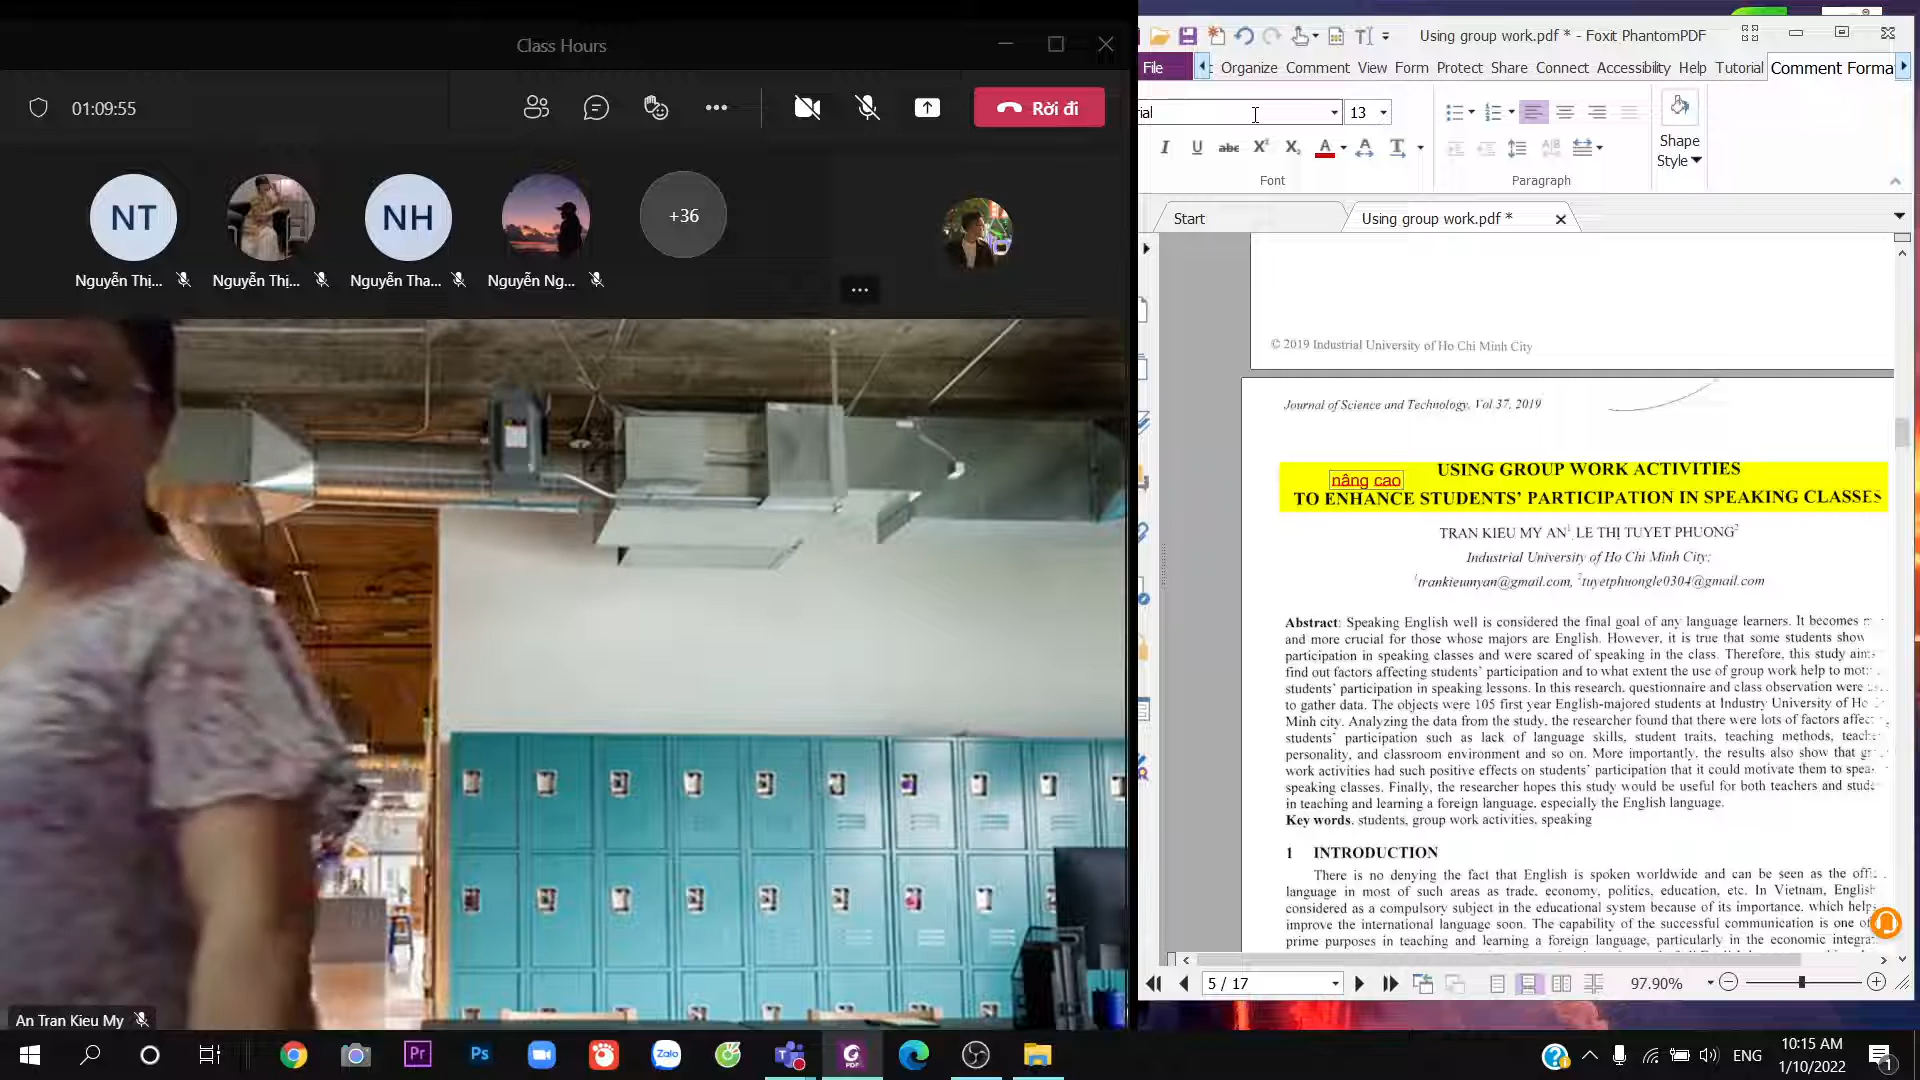 Class Hours
01:09:55
Rời đi
NT
NH
+36
Nguyễn Thị...
Nguyễn Thị...
Nguyễn Tha...
Nguyễn Ng...
An Tran Kieu My
Using group work.pdf * - Foxit PhantomPDF
File
Organize
Comment
View
Form
Protect
Share
Connect
Accessibility
Help
Tutorial
Comment Forma
ial
13
Shape
Style
Font
Paragraph
Start
Using group work.pdf *
© 2019 Industrial University of Ho Chi Minh City
Journal of Science and Technology, Vol.37, 2019
USING GROUP WORK ACTIVITIES
nâng cao
TO ENHANCE STUDENTS' PARTICIPATION IN SPEAKING CLASSES
TRAN KIEU MY AN¹, LE THỊ TUYET PHUONG²
Industrial University of Ho Chi Minh City;
¹trankieumyan@gmail.com, ²tuyetphuongle0304@gmail.com
Abstract: Speaking English well is considered the final goal of any language learners. It becomes
and more crucial for those whose majors are English. However, it is true that some students show
participation in speaking classes and were scared of speaking in the class. Therefore, this study aims
find out factors affecting students' participation and to what extent the use of group work help to
students' participation in speaking lessons. In this research, questionnaire and class observation were
to gather data. The objects were 105 first year English-majored students at Industry University of Ho
Minh city. Analyzing the data from the study, the researcher found that there were lots of factors
students' participation such as lack of language skills, student traits, teaching methods,
personality, and classroom environment and so on. More importantly, the results also show that
work activities had such positive effects on students' participation that it could motivate them to
speaking classes. Finally, the researcher hopes this study would be useful for both teachers and
in teaching and learning a foreign language, especially the English language.
Key words. students, group work activities, speaking
1 INTRODUCTION
There is no denying the fact that English is spoken worldwide and can be seen as the
language in most of such areas as trade, economy, politics, education, etc. In Vietnam, English
considered as a compulsory subject in the educational system because of its importance, which
improve the international language soon. The capability of the successful communication is one
prime purposes in teaching and learning a foreign language, particularly in the economic
5 / 17
97.90%
Pr
Ps
Zalo
PDF
ENG
10:15 AM
1/10/2022
1